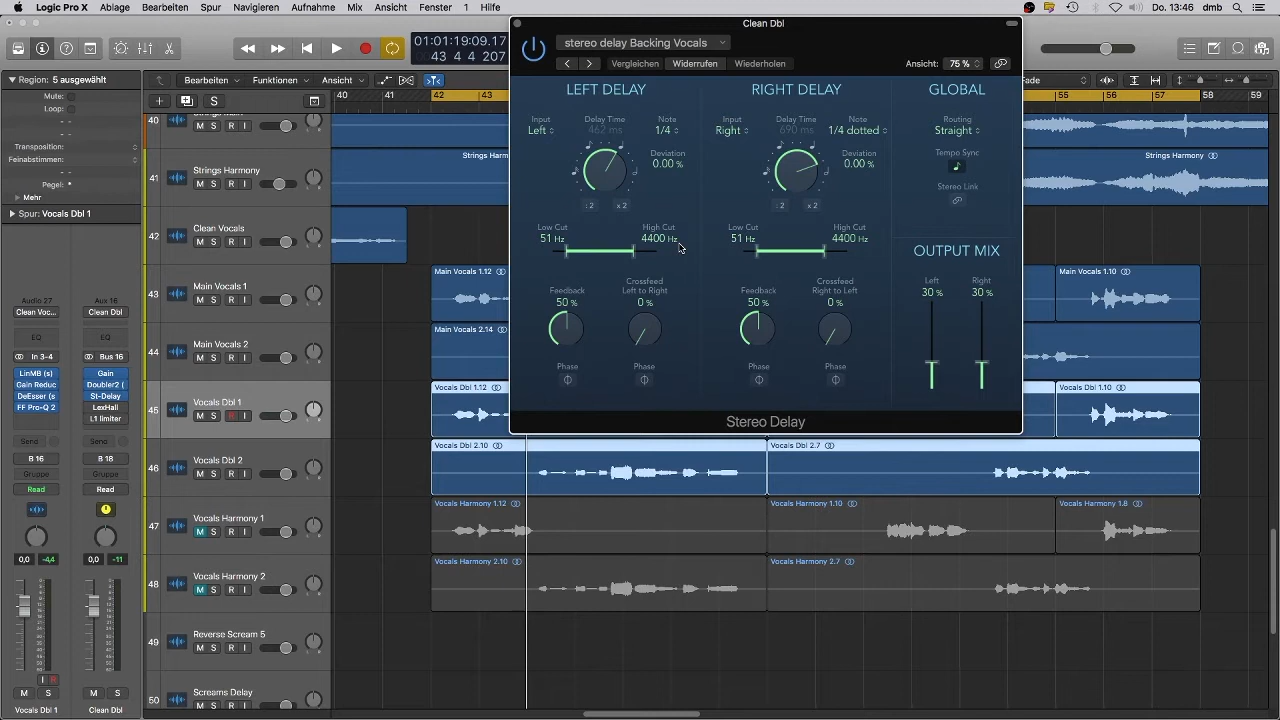 Logic Pro X Ablage Bearbeiten Spur Navigieren Aufnahme Mix Ansicht Fenster 1 Hilfe Do. 13:46 dmb
Clean Dbl
01:01:19:09.17
43 4 4 207
stereo delay Backing Vocals
Vergleichen Widerrufen Wiederholen Ansicht: 75 %
Region: 5 ausgewählt
Mute:
Loop:
Transposition:
Feinabstimmen:
Pegel:
Mehr
Spur: Vocals Dbl 1
Bearbeiten Funktionen Ansicht
S
40 41 42 43 55 56 57 58 59
LEFT DELAY RIGHT DELAY GLOBAL
Input Left Delay Time 462 ms Note 1/4
Deviation 0.00 %
: 2 x 2
Low Cut 51 Hz High Cut 4400 Hz
Feedback 50 % Crossfeed Left to Right 0 %
Phase Phase
Input Right Delay Time 690 ms Note 1/4 dotted
Deviation 0.00 %
: 2 x 2
Low Cut 51 Hz High Cut 4400 Hz
Feedback 50 % Crossfeed Right to Left 0 %
Phase Phase
Routing
Straight
Tempo Sync
Stereo Link
OUTPUT MIX
Left Right
30 % 30 %
Stereo Delay
40 M S R I
41 Strings Harmony M S R I
Strings Harm Strings Harmony
42 Clean Vocals M S R I
43 Main Vocals 1 M S R I
Main Vocals 1.12 Main Vocals 1.10
44 Main Vocals 2 M S R I
Main Vocals 2.14
45 Vocals Dbl 1 M S R I
Vocals Dbl 1.12 Vocals Dbl 1.10
46 Vocals Dbl 2 M S R I
Vocals Dbl 2.10 Vocals Dbl 2.7
47 Vocals Harmony 1 M S R I
Vocals Harmony 1.12 Vocals Harmony 1.10 Vocals Harmony 1.8
48 Vocals Harmony 2 M S R I
Vocals Harmony 2.10 Vocals Harmony 2.7
49 Reverse Scream 5 M S R I
50 Screams Delay M S R I
Audio 27 Aux 16
Clean Voc... Clean Dbl
EQ EQ
In 3-4 Bus 16
LinMB (s) Gain
Gain Reduc Doubler2 (
DeEsser (s St-Delay
FF Pro-Q 2 LexHall
L1 limiter
Send Send
B 16 B 18
Gruppe Gruppe
Read Read
0,0 -4,4 0,0 -11
I R
M S M S
Vocals Dbl 1 Clean Dbl